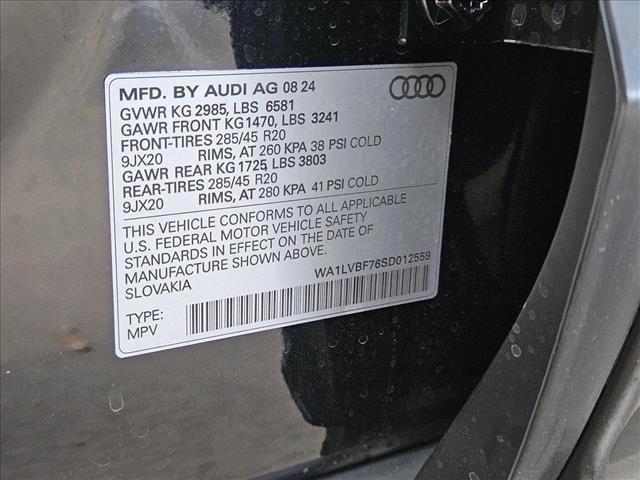 MFD. BY AUDI AG 08 24
GVWR KG 2985, LBS 6581
GAWR FRONT KG1470, LBS 3241
FRONT-TIRES 285/45 R20
9JX20 RIMS, AT 260 KPA 38 PSI COLD
GAWR REAR KG 1725 LBS 3803
REAR-TIRES 285/45 R20
9JX20 RIMS, AT 280 KPA 41 PSI COLD
THIS VEHICLE CONFORMS TO ALL APPLICABLE
U.S. FEDERAL MOTOR VEHICLE SAFETY
STANDARDS IN EFFECT ON THE DATE OF
MANUFACTURE SHOWN ABOVE.
SLOVAKIA WA1LVBF76SD012559
TYPE:
MPV